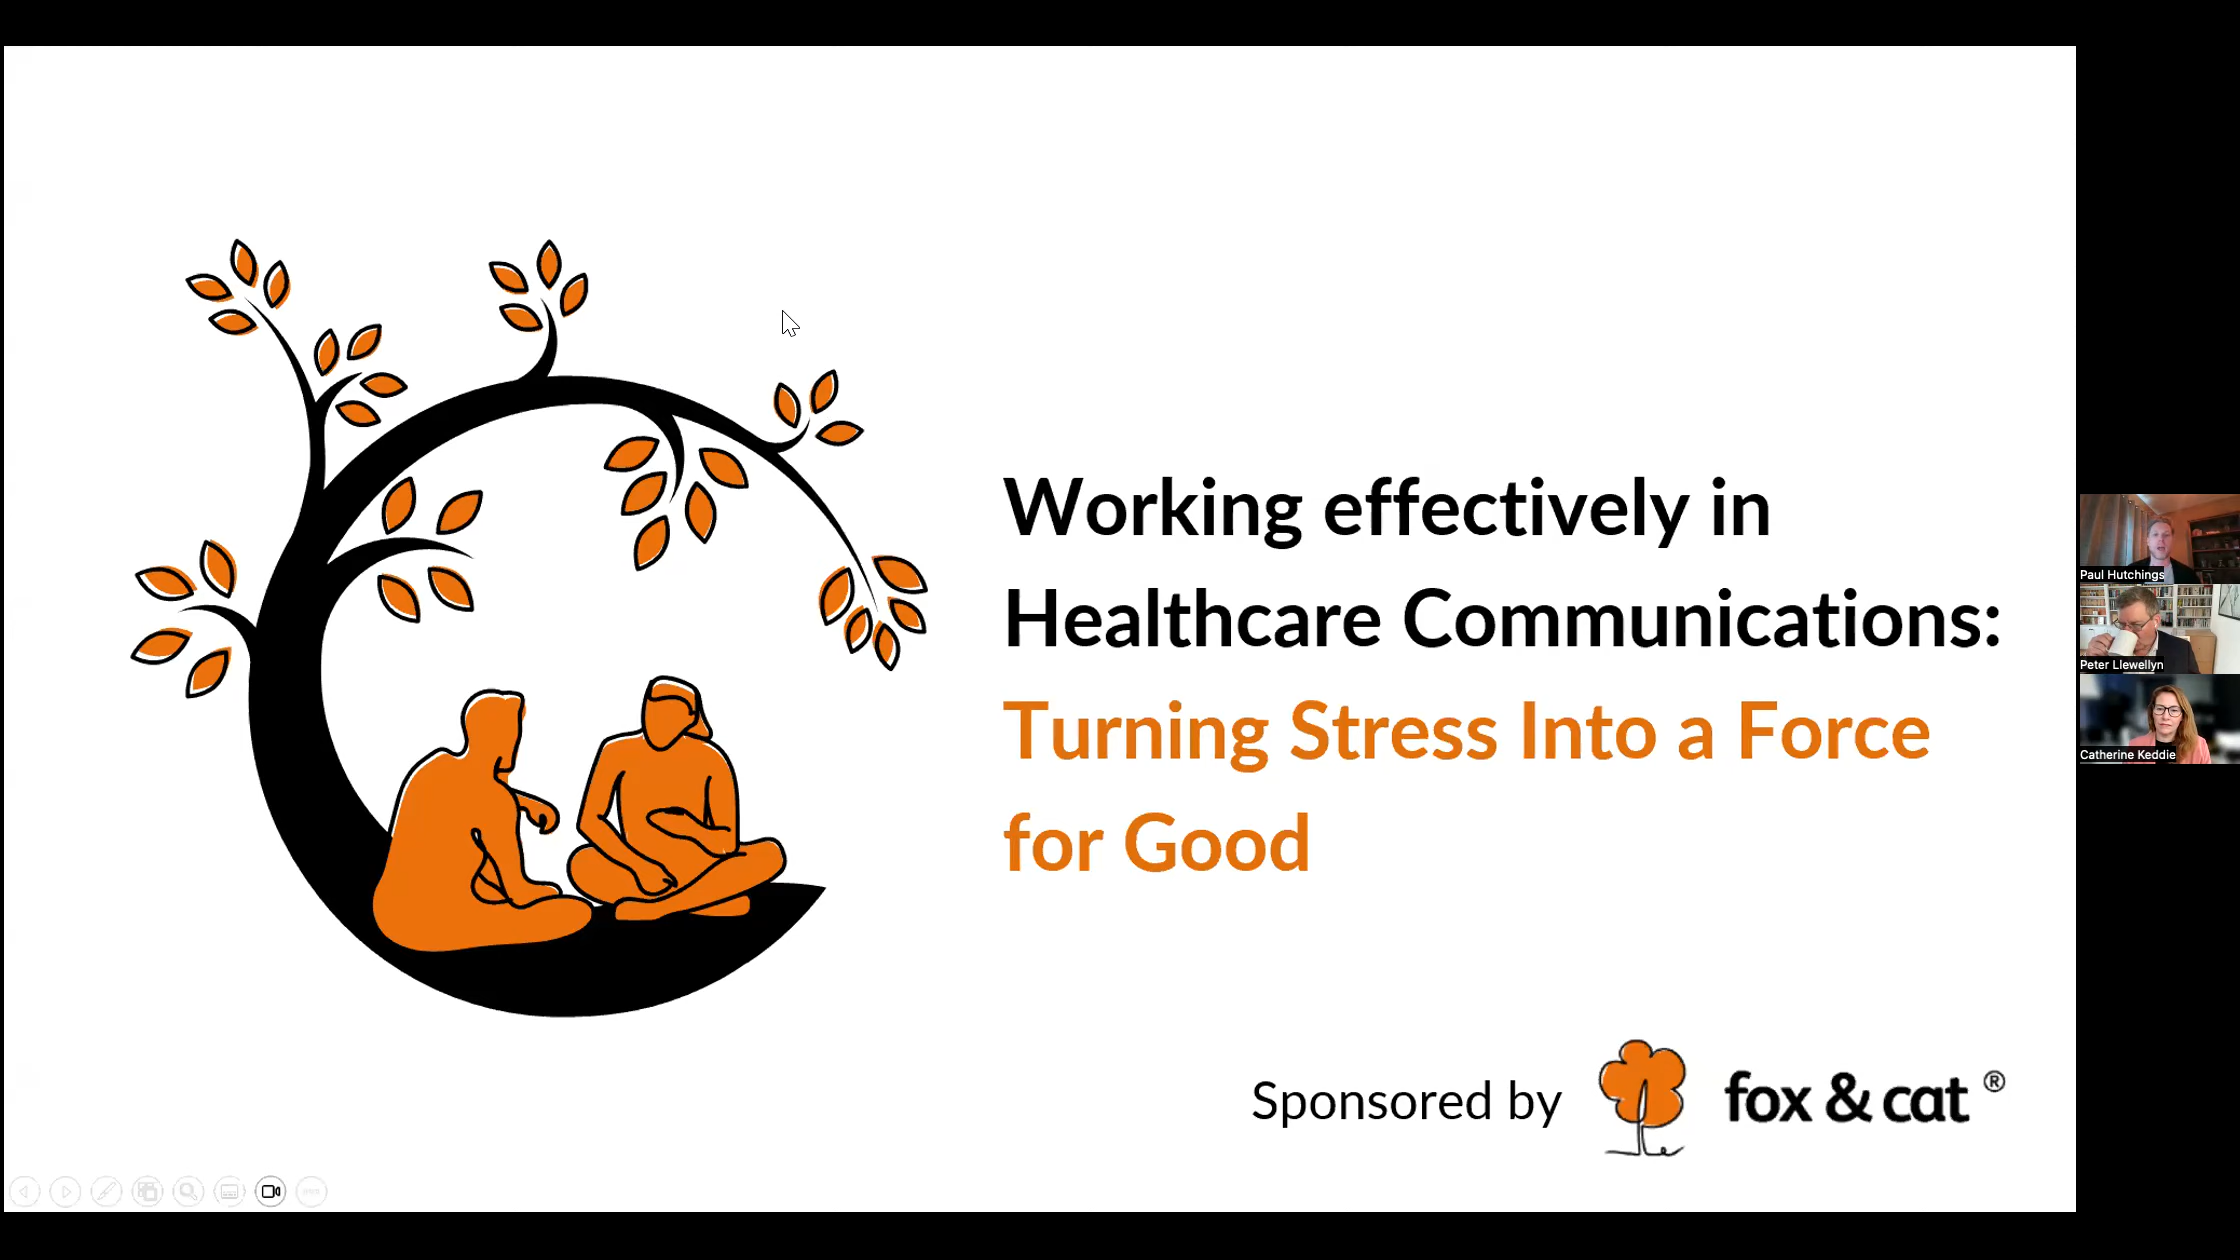 Working effectively in
Healthcare Communications:
Turning Stress Into a Force
for Good
Sponsored by
fox & cat ®
Paul Hutchings
Peter Llewellyn
Catherine Keddie